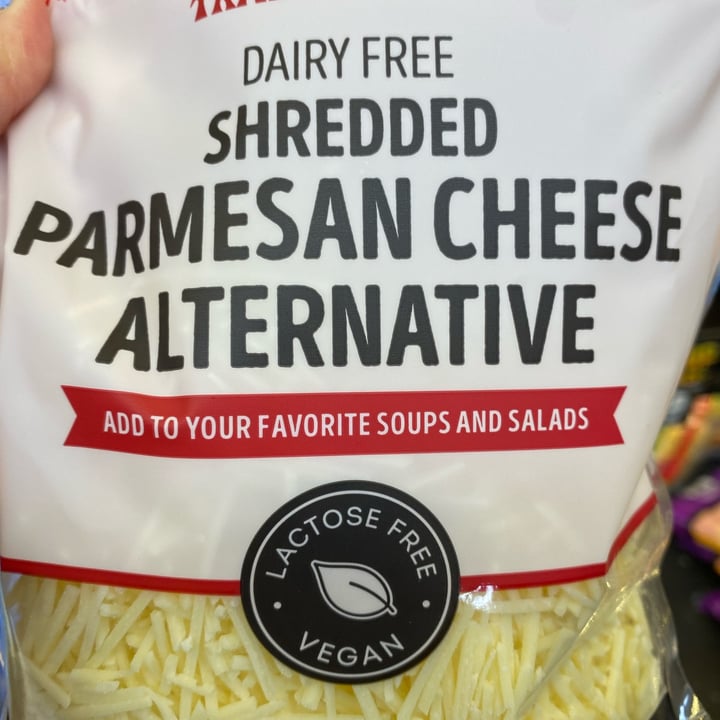 DAIRY FREE
SHREDDED
PARMESAN CHEESE
ALTERNATIVE
ADD TO YOUR FAVORITE SOUPS AND SALADS
LACTOSE FREE
VEGAN